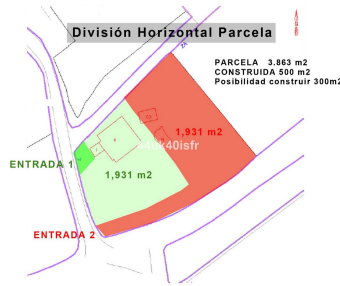 División Horizontal Parcela
PARCELA 3.863 m2
CONSTRUIDA 500 m2
Posibilidad construir 300m2
1,931 m2
ENTRADA 1
1,931 m2
ENTRADA 2